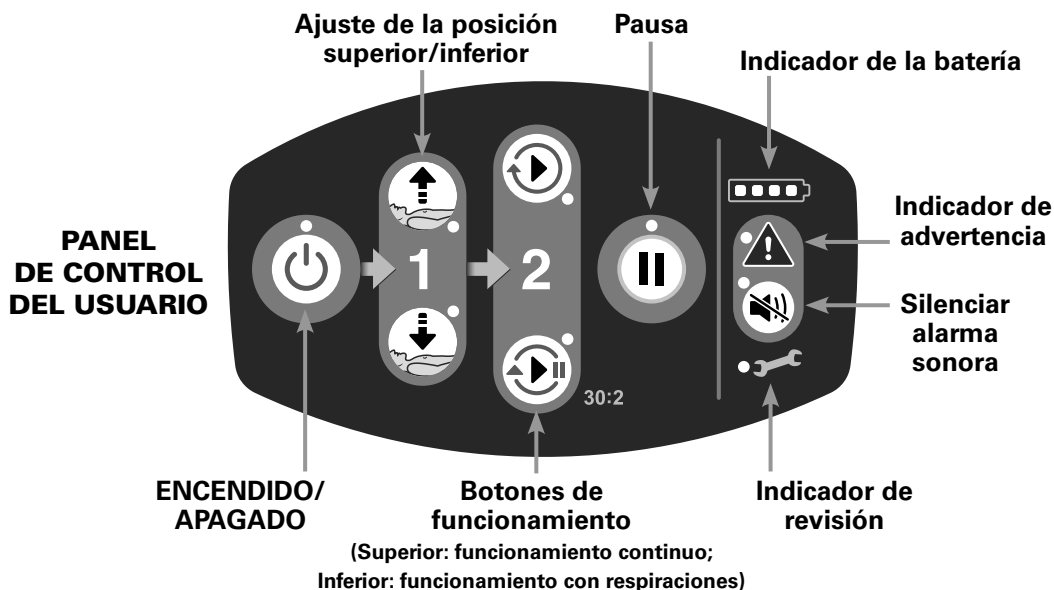 Ajuste de la posición
superior/inferior
Pausa
Indicador de la batería
PANEL
DE CONTROL
DEL USUARIO
1
2
30:2
Indicador de
advertencia
Silenciar
alarma
sonora
ENCENDIDO/
APAGADO
Botones de
funcionamiento
(Superior: funcionamiento continuo;
Inferior: funcionamiento con respiraciones)
Indicador de
revisión